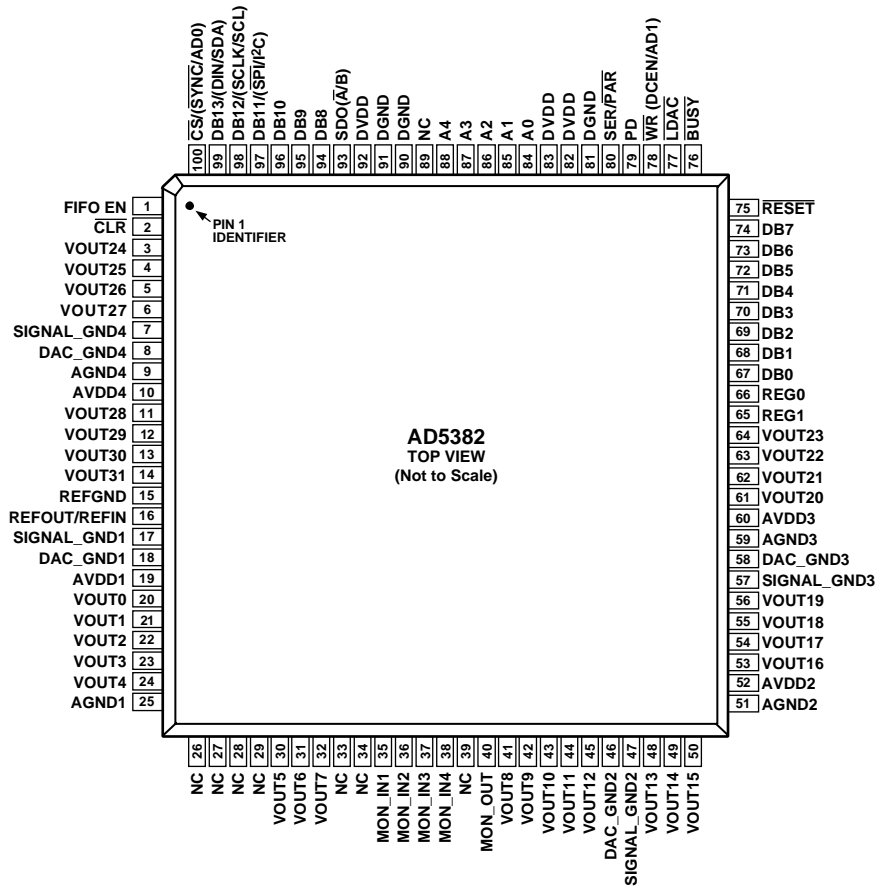 CS/(SYNC/AD0)
DB13/(DIN/SDA)
DB12/(SCLK/SCL)
DB11/(SPI/I²C)
DB10
DB9
DB8
SDO(A/B)
DVDD
DGND
DGND
NC
A4
A3
A2
A1
A0
DVDD
DVDD
DGND
SER/PAR
PD
WR (DCEN/AD1)
LDAC
BUSY
100
99
98
97
96
95
94
93
92
91
90
89
88
87
86
85
84
83
82
81
80
79
78
77
76
FIFO EN 1
CLR 2
VOUT24 3
VOUT25 4
VOUT26 5
VOUT27 6
SIGNAL_GND4 7
DAC_GND4 8
AGND4 9
AVDD4 10
VOUT28 11
VOUT29 12
VOUT30 13
VOUT31 14
REFGND 15
REFOUT/REFIN 16
SIGNAL_GND1 17
DAC_GND1 18
AVDD1 19
VOUT0 20
VOUT1 21
VOUT2 22
VOUT3 23
VOUT4 24
AGND1 25
PIN 1
IDENTIFIER
AD5382
TOP VIEW
(Not to Scale)
75 RESET
74 DB7
73 DB6
72 DB5
71 DB4
70 DB3
69 DB2
68 DB1
67 DB0
66 REG0
65 REG1
64 VOUT23
63 VOUT22
62 VOUT21
61 VOUT20
60 AVDD3
59 AGND3
58 DAC_GND3
57 SIGNAL_GND3
56 VOUT19
55 VOUT18
54 VOUT17
53 VOUT16
52 AVDD2
51 AGND2
26
27
28
29
30
31
32
33
34
35
36
37
38
39
40
41
42
43
44
45
46
47
48
49
50
NC
NC
NC
NC
VOUT5
VOUT6
VOUT7
NC
NC
MON_IN1
MON_IN2
MON_IN3
MON_IN4
NC
MON_OUT
VOUT8
VOUT9
VOUT10
VOUT11
VOUT12
DAC_GND2
SIGNAL_GND2
VOUT13
VOUT14
VOUT15